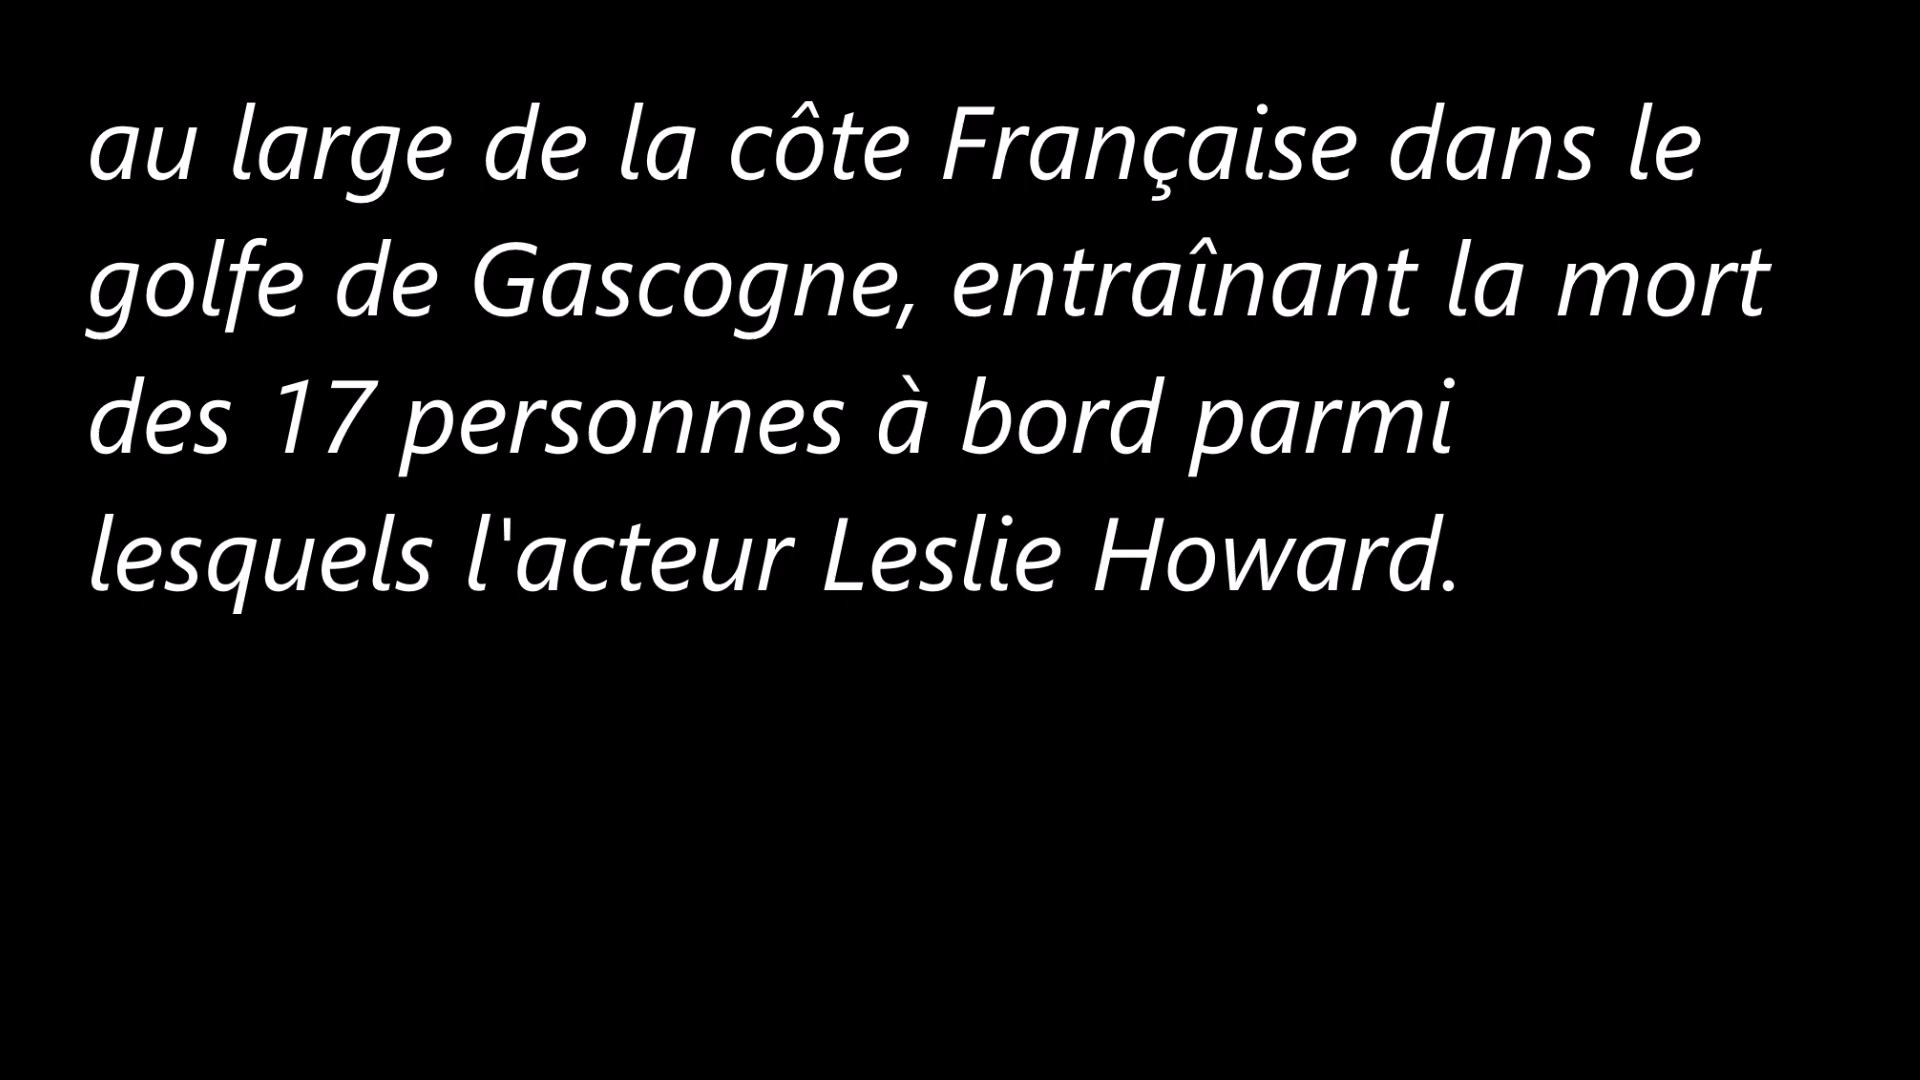 au large de la côte Française dans le
golfe de Gascogne, entraînant la mort
des 17 personnes à bord parmi
lesquels l'acteur Leslie Howard.